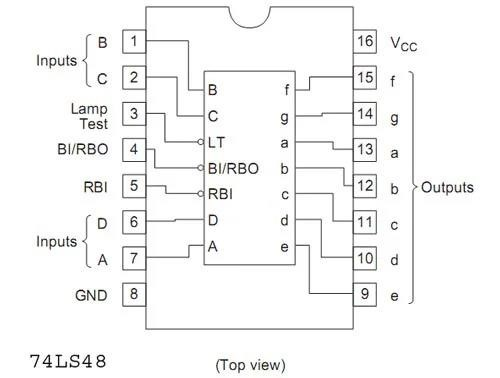 B 1 16 VCC
Inputs
C 2 B f 15 f
Lamp
Test 3 C g 14 g
LT a
BI/RBO 4 BI/RBO b 13 a
RBI 5 RBI c 12 b
Outputs
D 6 D d 11 c
Inputs
A 7 A e 10 d
GND 8 9 e
74LS48 (Top view)